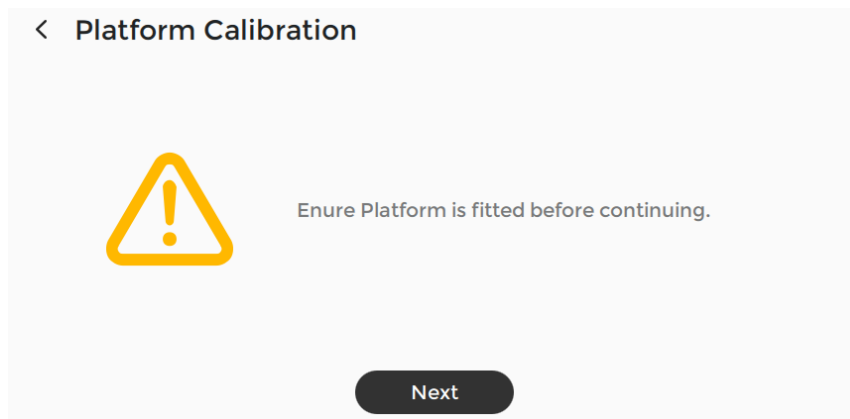 Platform Calibration
Enure Platform is fitted before continuing.
Next